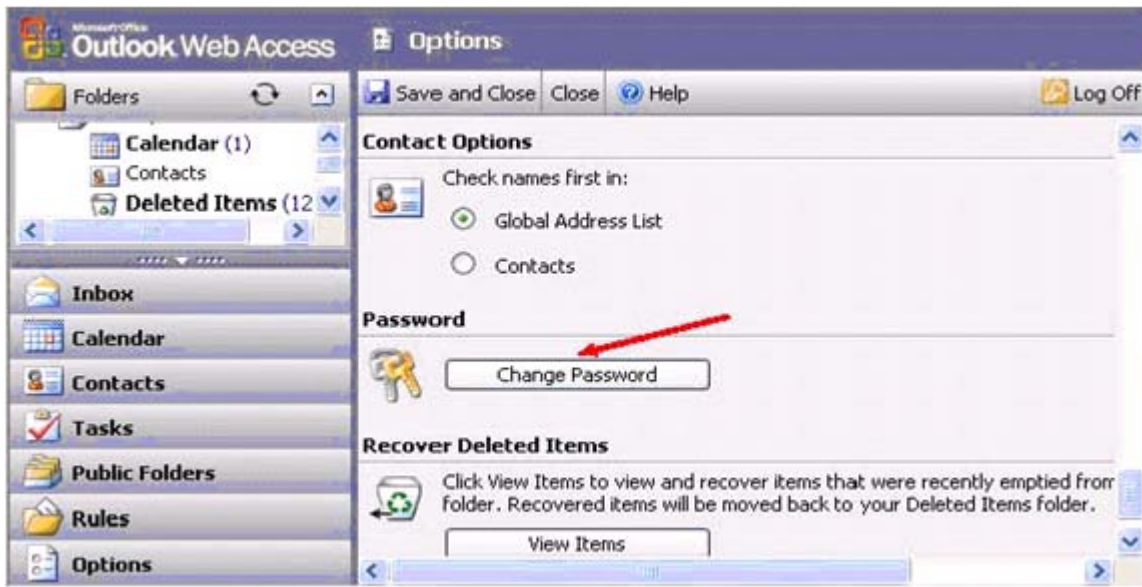 Microsoft Office
Outlook Web Access
Options
Folders
Save and Close Close Help Log Off
Calendar (1)
Contacts
Deleted Items (12
Contact Options
Check names first in:
Global Address List
Contacts
Inbox
Calendar
Contacts
Tasks
Public Folders
Rules
Options
Password
Change Password
Recover Deleted Items
Click View Items to view and recover items that were recently emptied from
folder. Recovered items will be moved back to your Deleted Items folder.
View Items